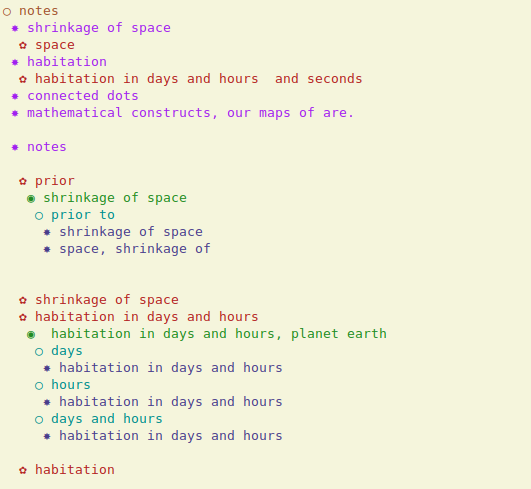 ○ notes
✸ shrinkage of space
✿ space
✸ habitation
✿ habitation in days and hours  and seconds
✸ connected dots
✸ mathematical constructs, our maps of are.
✸ notes
✿ prior
◉ shrinkage of space
○ prior to
✸ shrinkage of space
✸ space, shrinkage of
✿ shrinkage of space
✿ habitation in days and hours
◉  habitation in days and hours, planet earth
○ days
✸ habitation in days and hours
○ hours
✸ habitation in days and hours
○ days and hours
✸ habitation in days and hours
✿ habitation